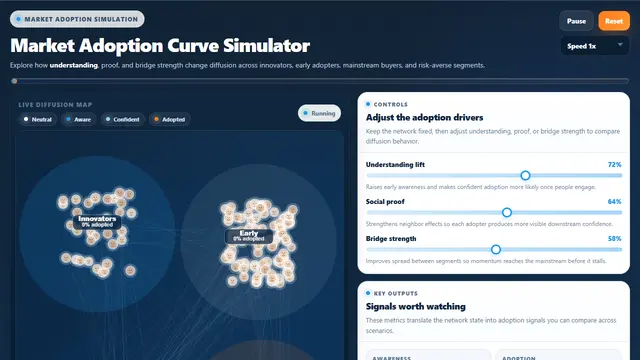 MARKET ADOPTION SIMULATION
Pause
Reset
Market Adoption Curve Simulator
Speed 1x
Explore how understanding, proof, and bridge strength change diffusion across innovators, early adopters, mainstream buyers, and risk-averse segments.
LIVE DIFFUSION MAP
Running
Neutral
Aware
Confident
Adopted
Innovators
0% adopted
Early
0% adopted
CONTROLS
Adjust the adoption drivers
Keep the network fixed, then adjust understanding, proof, or bridge strength to compare
diffusion behavior.
Understanding lift 72%
Raises early awareness and makes confident adoption more likely once people engage.
Social proof 64%
Strengthens neighbor effects so each adopter produces more visible downstream confidence.
Bridge strength 58%
Improves spread between segments so momentum reaches the mainstream before it stalls.
KEY OUTPUTS
Signals worth watching
These metrics translate the network state into adoption signals you can compare across
scenarios.
AWARENESS
ADOPTION